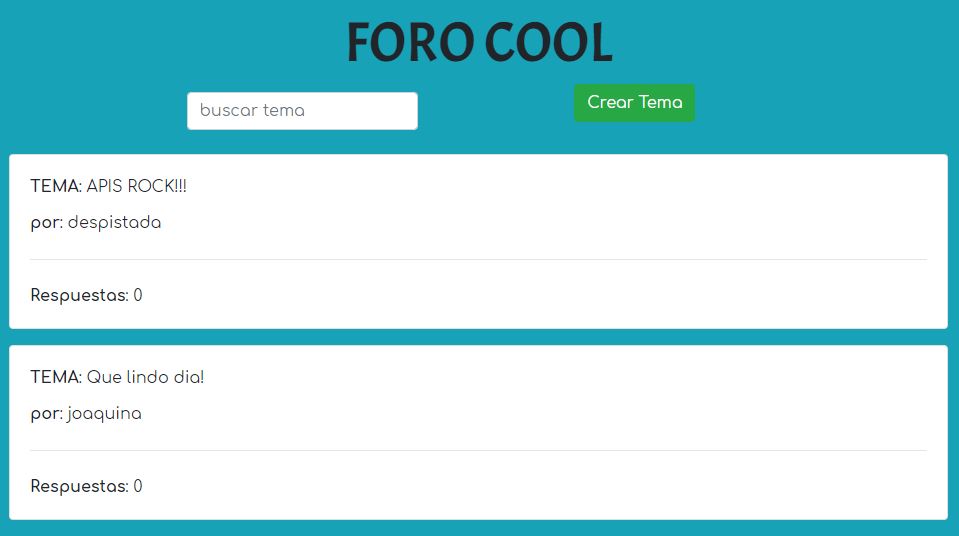 FORO COOL
buscar tema
Crear Tema
TEMA: APIS ROCK!!!
por: despistada
Respuestas: 0
TEMA: Que lindo dia!
por: joaquina
Respuestas: 0